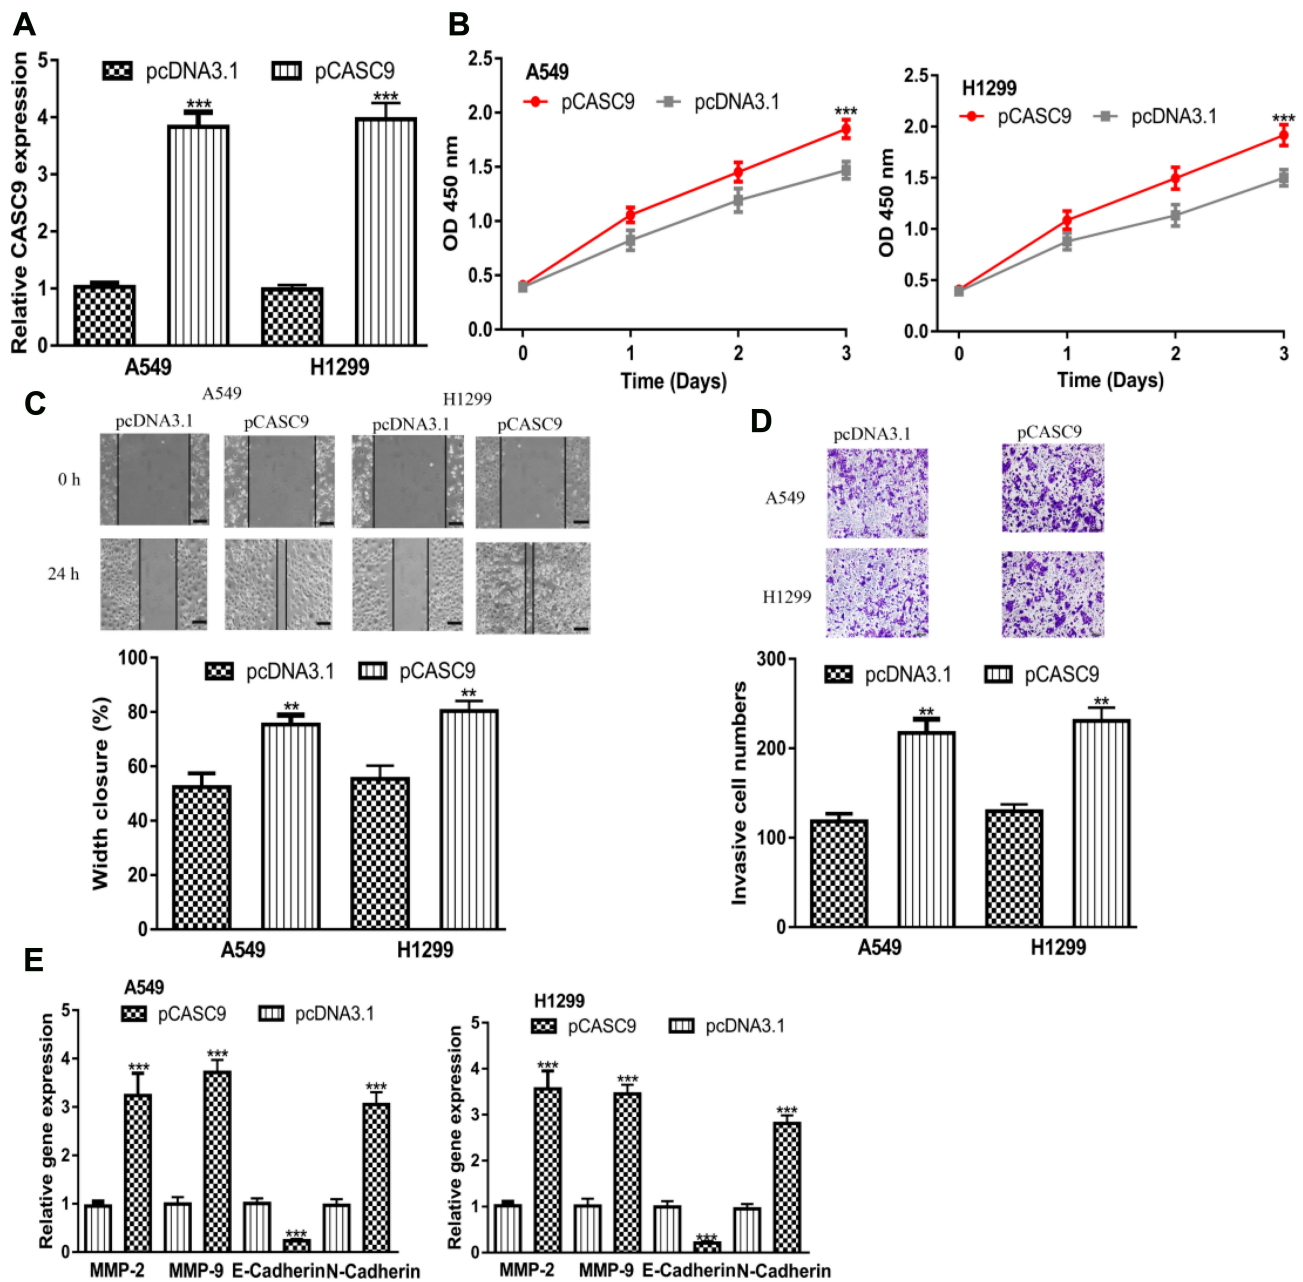 A
Relative CASC9 expression
5
4
3
2
1
0
pcDNA3.1 pCASC9
*** ***
A549 H1299
B
OD 450 nm
2.5
2.0
1.5
1.0
0.5
0.0
A549
pCASC9 pcDNA3.1
***
0 1 2 3
Time (Days)
OD 450 nm
2.5
2.0
1.5
1.0
0.5
0.0
H1299
pCASC9 pcDNA3.1
***
0 1 2 3
Time (Days)
C
A549 H1299
pcDNA3.1 pCASC9 pcDNA3.1 pCASC9
0 h
24 h
Width closure (%)
100
80
60
40
20
0
pcDNA3.1 pCASC9
** **
A549 H1299
D
pcDNA3.1 pCASC9
A549
H1299
Invasive cell numbers
300
200
100
0
pcDNA3.1 pCASC9
** **
A549 H1299
E
A549
pCASC9 pcDNA3.1
Relative gene expression
5
4
3
2
1
0
*** *** *** ***
MMP-2 MMP-9 E-Cadherin N-Cadherin
H1299
pCASC9 pcDNA3.1
Relative gene expression
5
4
3
2
1
0
*** *** *** ***
MMP-2 MMP-9 E-Cadherin N-Cadherin